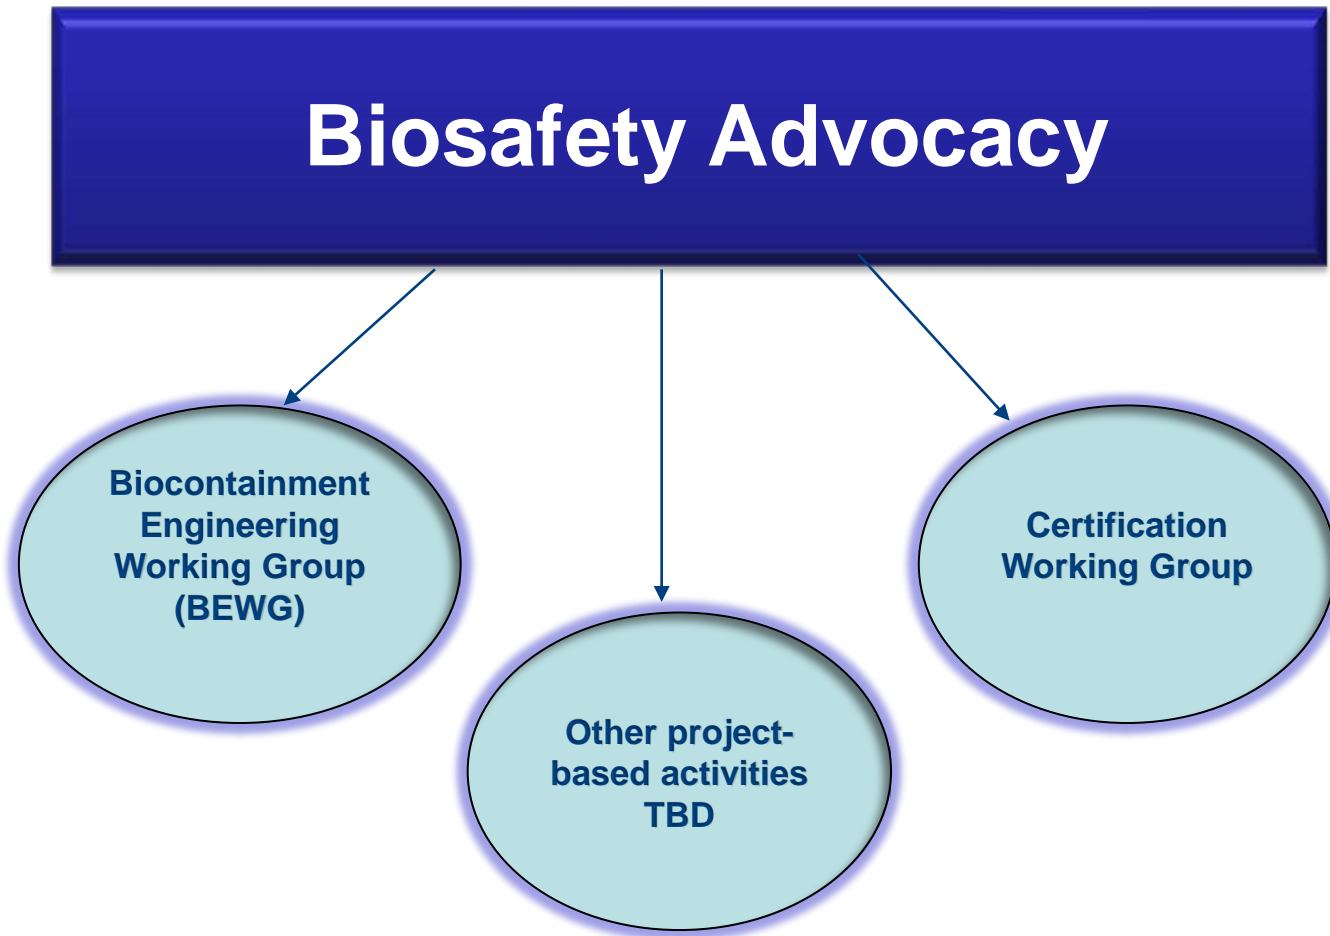 Biosafety Advocacy
Biocontainment
Engineering
Working Group
(BEWG)
Certification
Working Group
Other project-
based activities
TBD